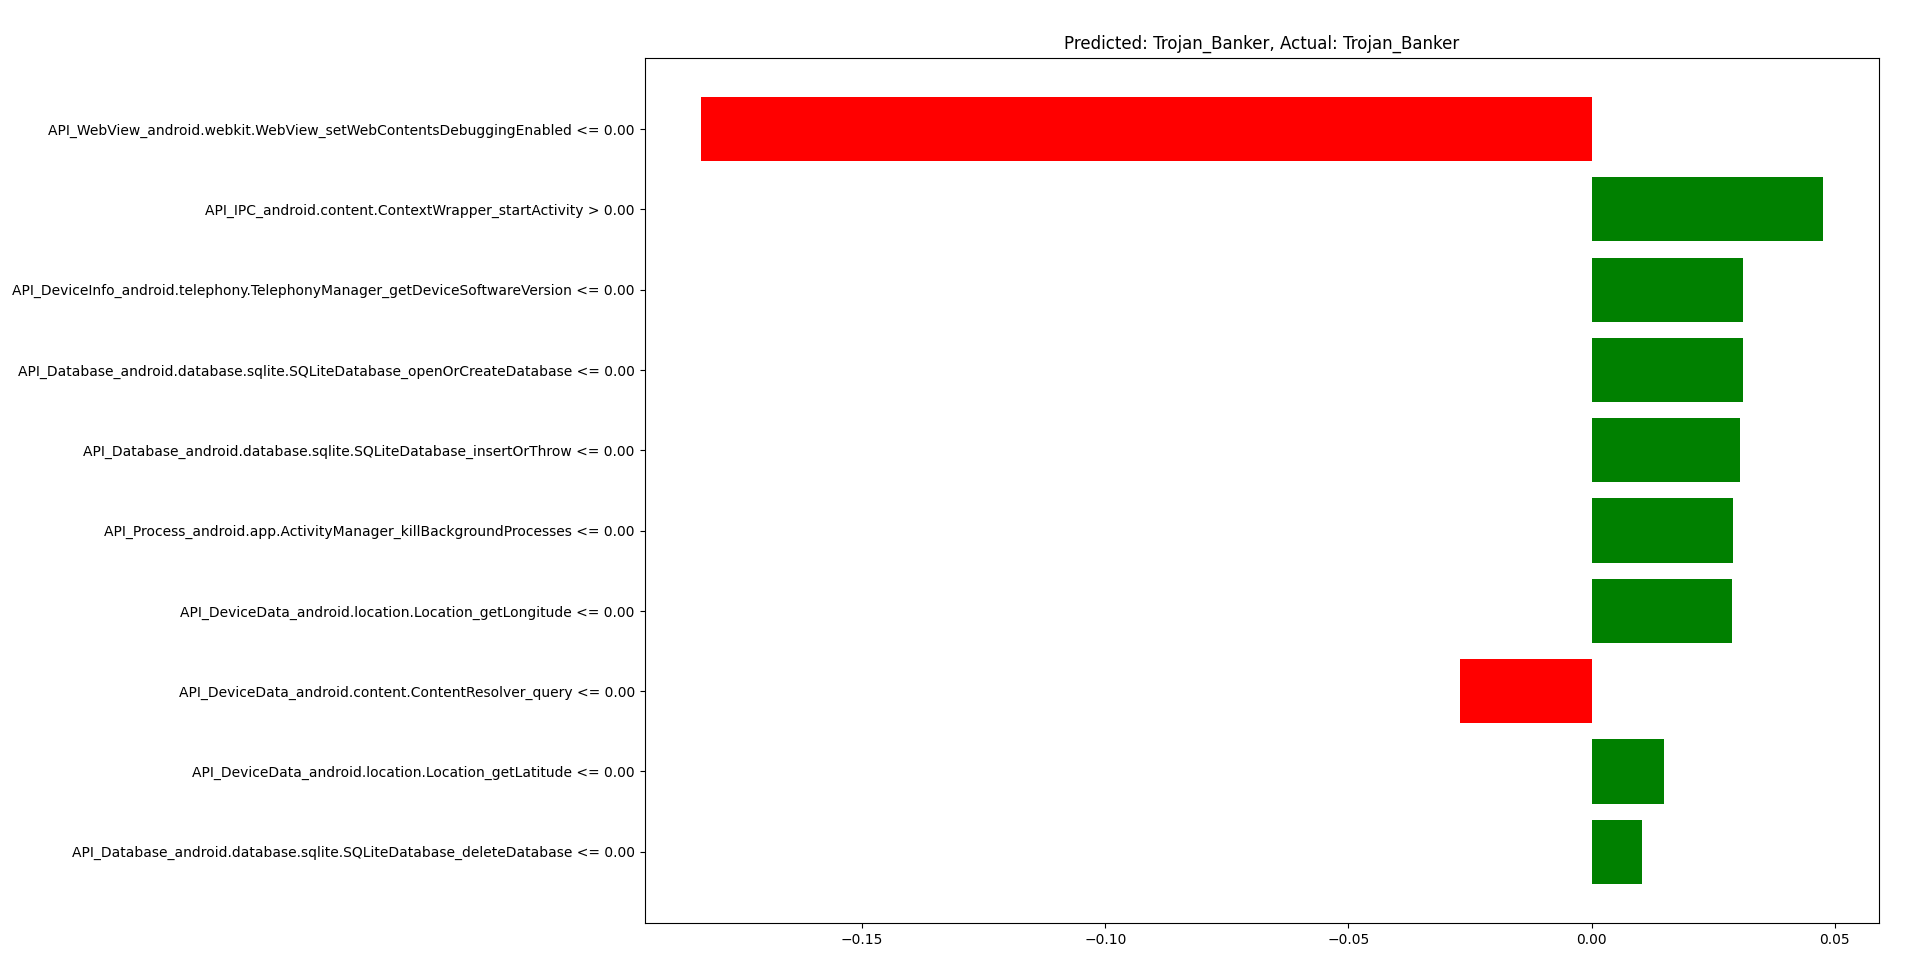 Predicted: Trojan_Banker, Actual: Trojan_Banker
API_WebView_android.webkit.WebView_setWebContentsDebuggingEnabled <= 0.00
API_IPC_android.content.ContextWrapper_startActivity > 0.00
API_DeviceInfo_android.telephony.TelephonyManager_getDeviceSoftwareVersion <= 0.00
API_Database_android.database.sqlite.SQLiteDatabase_openOrCreateDatabase <= 0.00
API_Database_android.database.sqlite.SQLiteDatabase_insertOrThrow <= 0.00
API_Process_android.app.ActivityManager_killBackgroundProcesses <= 0.00
API_DeviceData_android.location.Location_getLongitude <= 0.00
API_DeviceData_android.content.ContentResolver_query <= 0.00
API_DeviceData_android.location.Location_getLatitude <= 0.00
API_Database_android.database.sqlite.SQLiteDatabase_deleteDatabase <= 0.00
−0.15 −0.10 −0.05 0.00 0.05